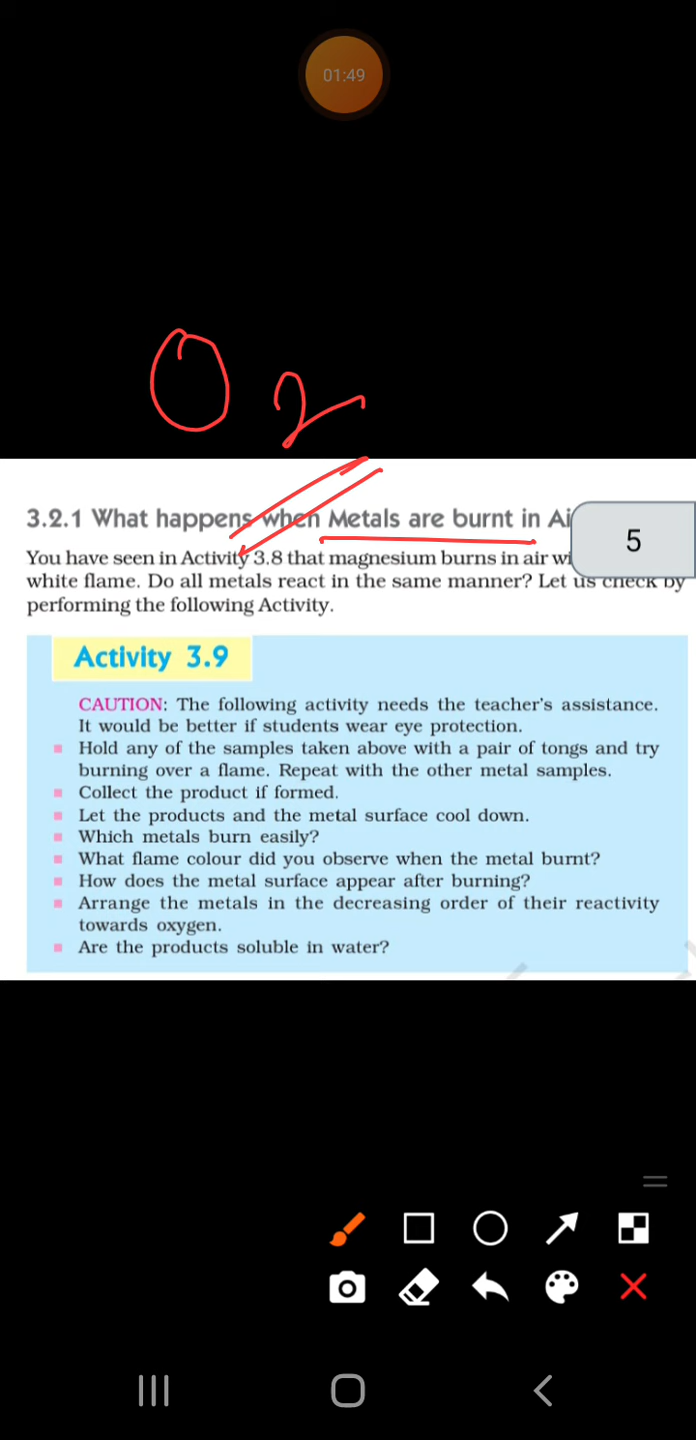 01:49
O2
3.2.1 What happens when Metals are burnt in Ai
5
You have seen in Activity 3.8 that magnesium burns in air wi
white flame. Do all metals react in the same manner? Let us check by
performing the following Activity.
Activity 3.9
CAUTION: The following activity needs the teacher's assistance.
It would be better if students wear eye protection.
■ Hold any of the samples taken above with a pair of tongs and try
burning over a flame. Repeat with the other metal samples.
■ Collect the product if formed.
■ Let the products and the metal surface cool down.
■ Which metals burn easily?
■ What flame colour did you observe when the metal burnt?
■ How does the metal surface appear after burning?
■ Arrange the metals in the decreasing order of their reactivity
towards oxygen.
■ Are the products soluble in water?